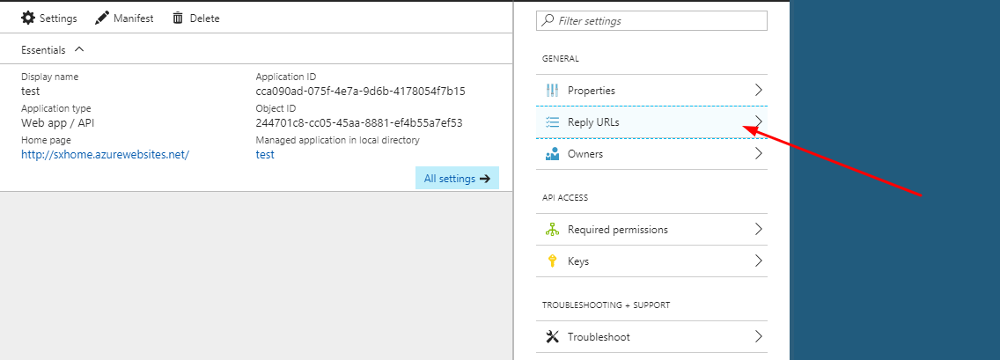 Settings Manifest Delete
Essentials
Display name
test
Application type
Web app / API
Home page
http://sxhome.azurewebsites.net/
Application ID
cca090ad-075f-4e7a-9d6b-4178054f7b15
Object ID
244701c8-cc05-45aa-8881-ef4b55a7ef53
Managed application in local directory
test
All settings
Filter settings
GENERAL
Properties
Reply URLs
Owners
API ACCESS
Required permissions
Keys
TROUBLESHOOTING + SUPPORT
Troubleshoot